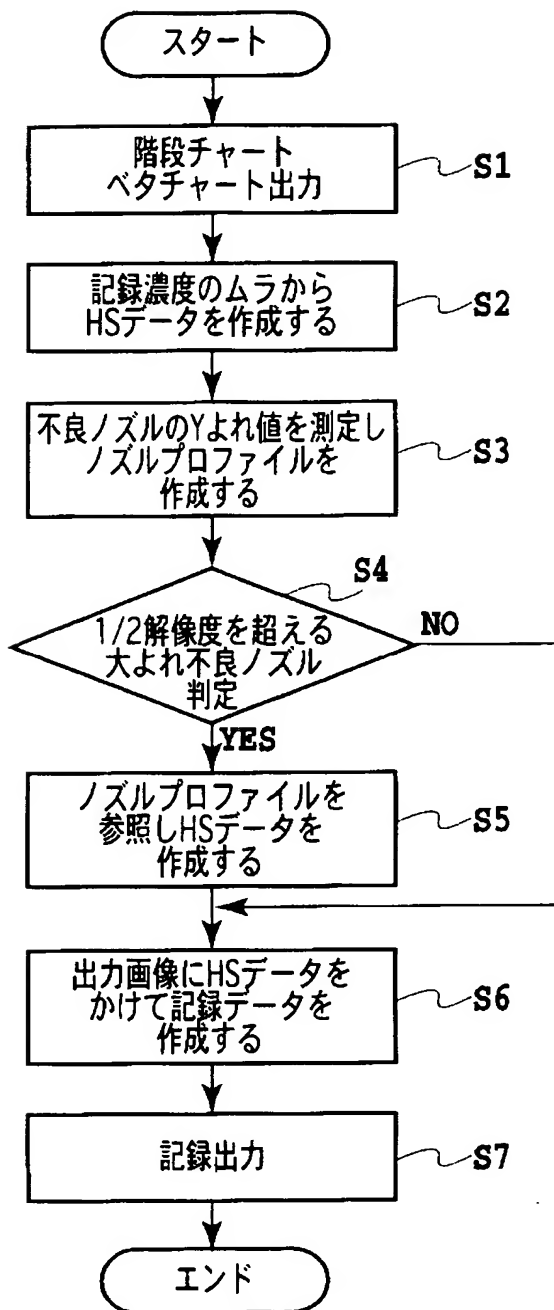 スタート
階段チャート
ベタチャート出力
S1
記録濃度のムラから
HSデータを作成する
S2
不良ノズルのYよれ値を測定し
ノズルプロファイルを
作成する
S3
S4
1/2解像度を超える
大よれ不良ノズル
判定
NO
YES
ノズルプロファイルを
参照しHSデータを
作成する
S5
出力画像にHSデータを
かけて記録データを
作成する
S6
記録出力
S7
エンド